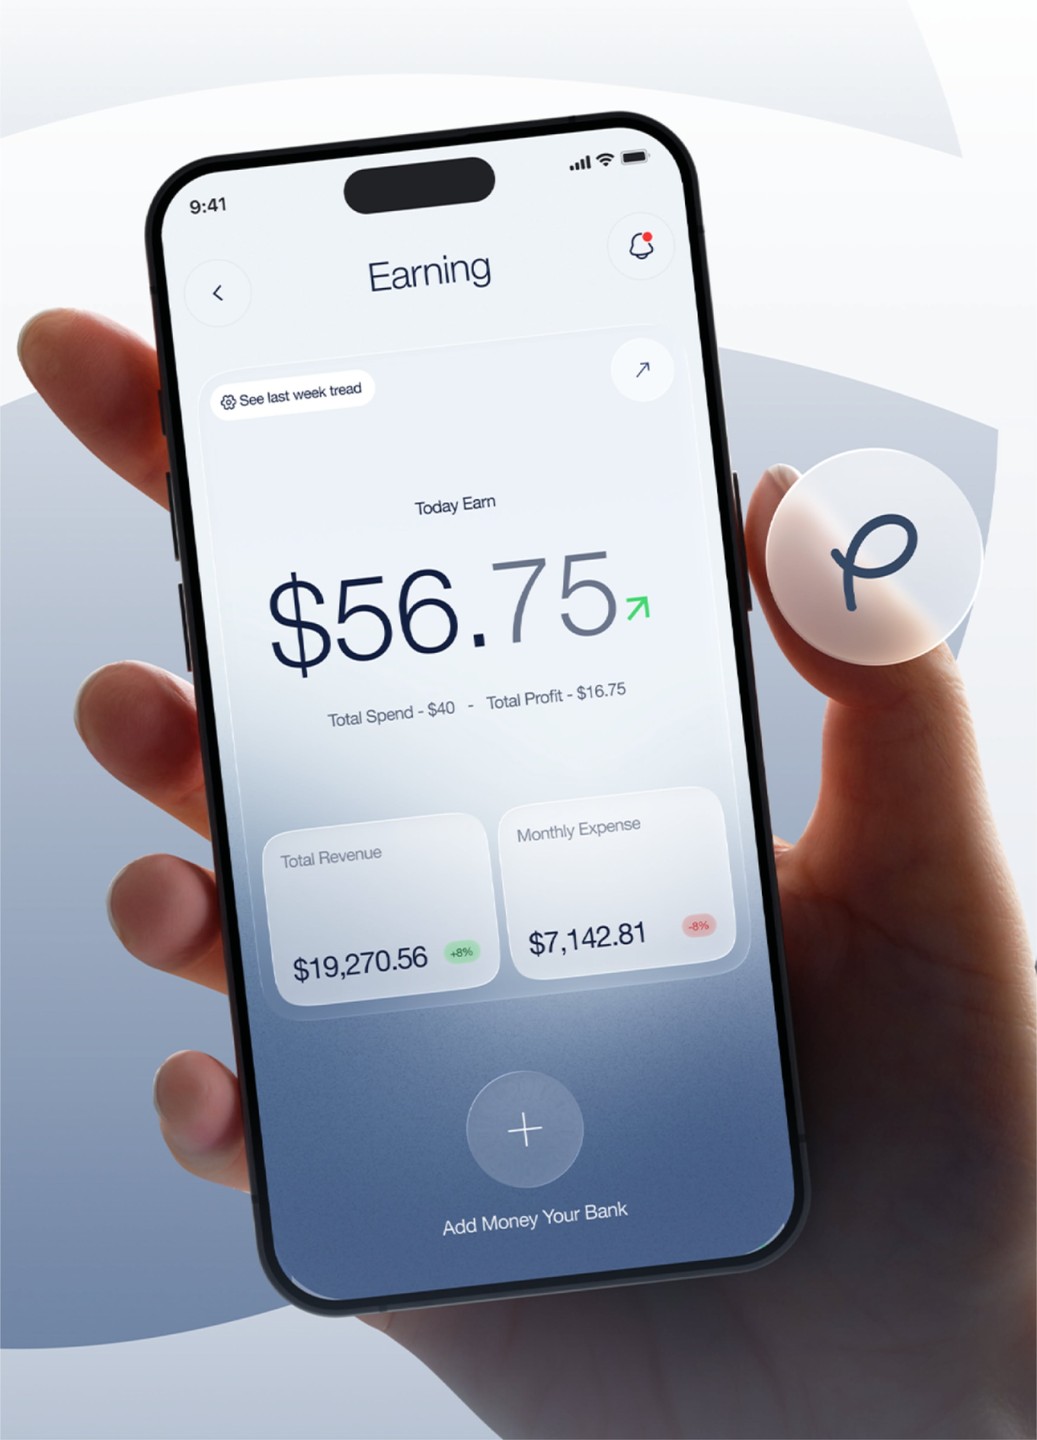 9:41
Earning
See last week tread
Today Earn
$56.75
Total Spend - $40 - Total Profit - $16.75
Total Revenue
$19,270.56 +8%
Monthly Expense
$7,142.81 -8%
Add Money Your Bank